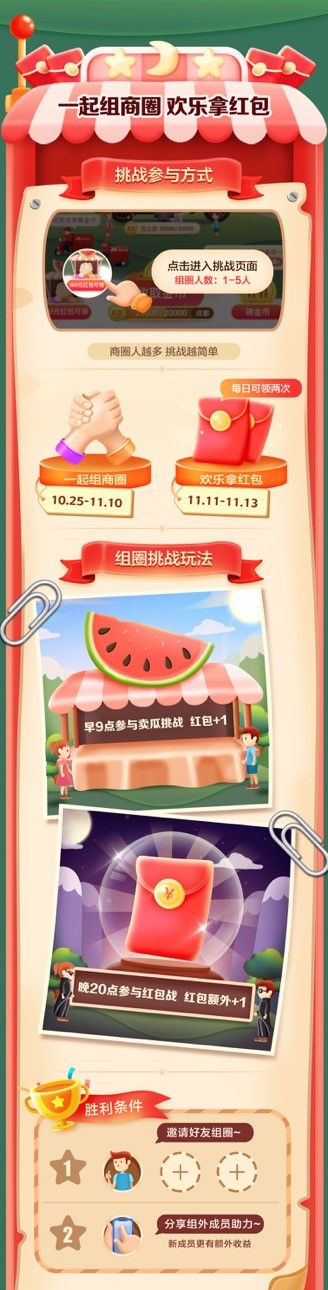 一起组商圈 欢乐拿红包
挑战参与方式
点击进入挑战页面
组圈人数：1~5人
商圈人越多 挑战越简单
每日可领两次
一起组商圈
欢乐拿红包
10.25-11.10
11.11-11.13
组圈挑战玩法
早9点参与卖瓜挑战 红包+1
晚20点参与红包战 红包额外+1
胜利条件
邀请好友组圈~
1
分享组外成员助力~
2
新成员更有额外收益